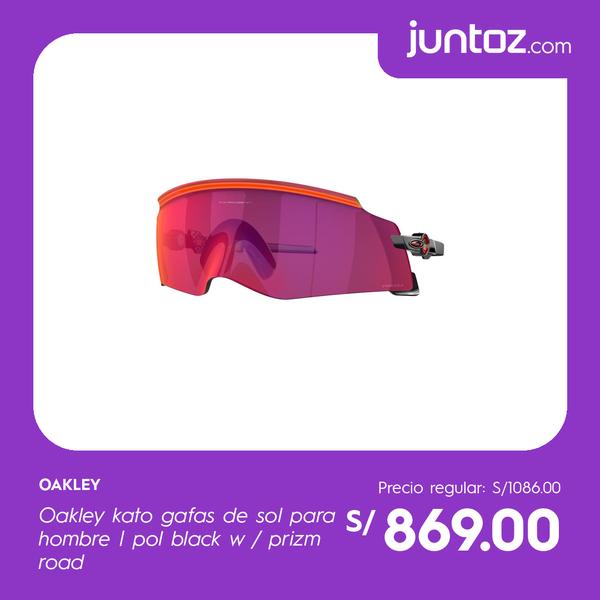 juntoz.com
OAKLEY
Precio regular: S/1086.00
Oakley kato gafas de sol para
hombre l pol black w / prizm
road
S/ 869.00